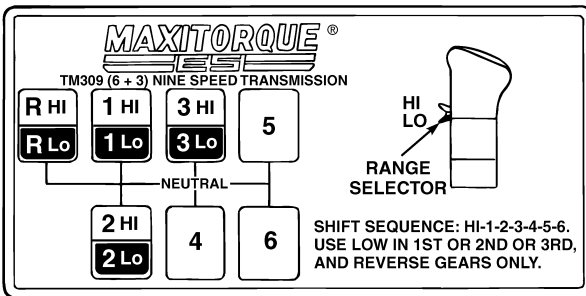 MAXITORQUE ®
ES
TM309 (6 + 3) NINE SPEED TRANSMISSION
R HI 1 HI 3 HI 5
R Lo 1 Lo 3 Lo
HI
LO
RANGE
SELECTOR
NEUTRAL
2 HI 4 6
2 Lo
SHIFT SEQUENCE: HI-1-2-3-4-5-6.
USE LOW IN 1ST OR 2ND OR 3RD,
AND REVERSE GEARS ONLY.